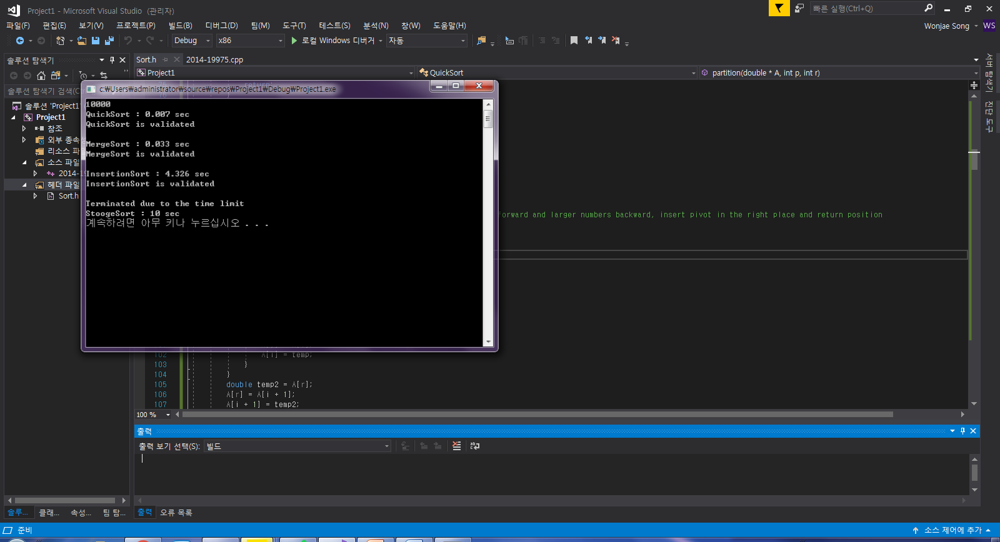 Project1 - Microsoft Visual Studio (관리자)
빠른 실행(Ctrl+Q)
파일(F) 편집(E) 보기(V) 프로젝트(P) 빌드(B) 디버그(D) 팀(M) 도구(T) 테스트(S) 분석(N) 창(W) 도움말(H)
Wonjae Song WS
Debug x86 로컬 Windows 디버거 자동
솔루션 탐색기
Sort.h 2014-19975.cpp
Project1 QuickSort partition(double * A, int p, int r)
서버 탐색기
진단 도구
솔루션 탐색기 검색(C
솔루션 'Project1'
Project1
참조
외부 종속
리소스 파
소스 파일
2014-1
헤더 파일
Sort.h
return;
c:₩Users₩administrator₩source₩repos₩Project1₩Debug₩Project1.exe
10000
QuickSort : 0.007 sec
QuickSort is validated
MergeSort : 0.033 sec
MergeSort is validated
InsertionSort : 4.326 sec
InsertionSort is validated
Terminated due to the time limit
StoogeSort : 10 sec
계속하려면 아무 키나 누르십시오 . . .
orward and larger numbers backward, insert pivot in the right place and return position
102 A[i] = temp;
103 }
104 }
105 double temp2 = A[r];
106 A[r] = A[i + 1];
107 A[i + 1] = temp2;
100 %
출력
출력 보기 선택(S): 빌드
솔루... 클래... 속성... 팀 탐...
출력 오류 목록
준비
소스 제어에 추가